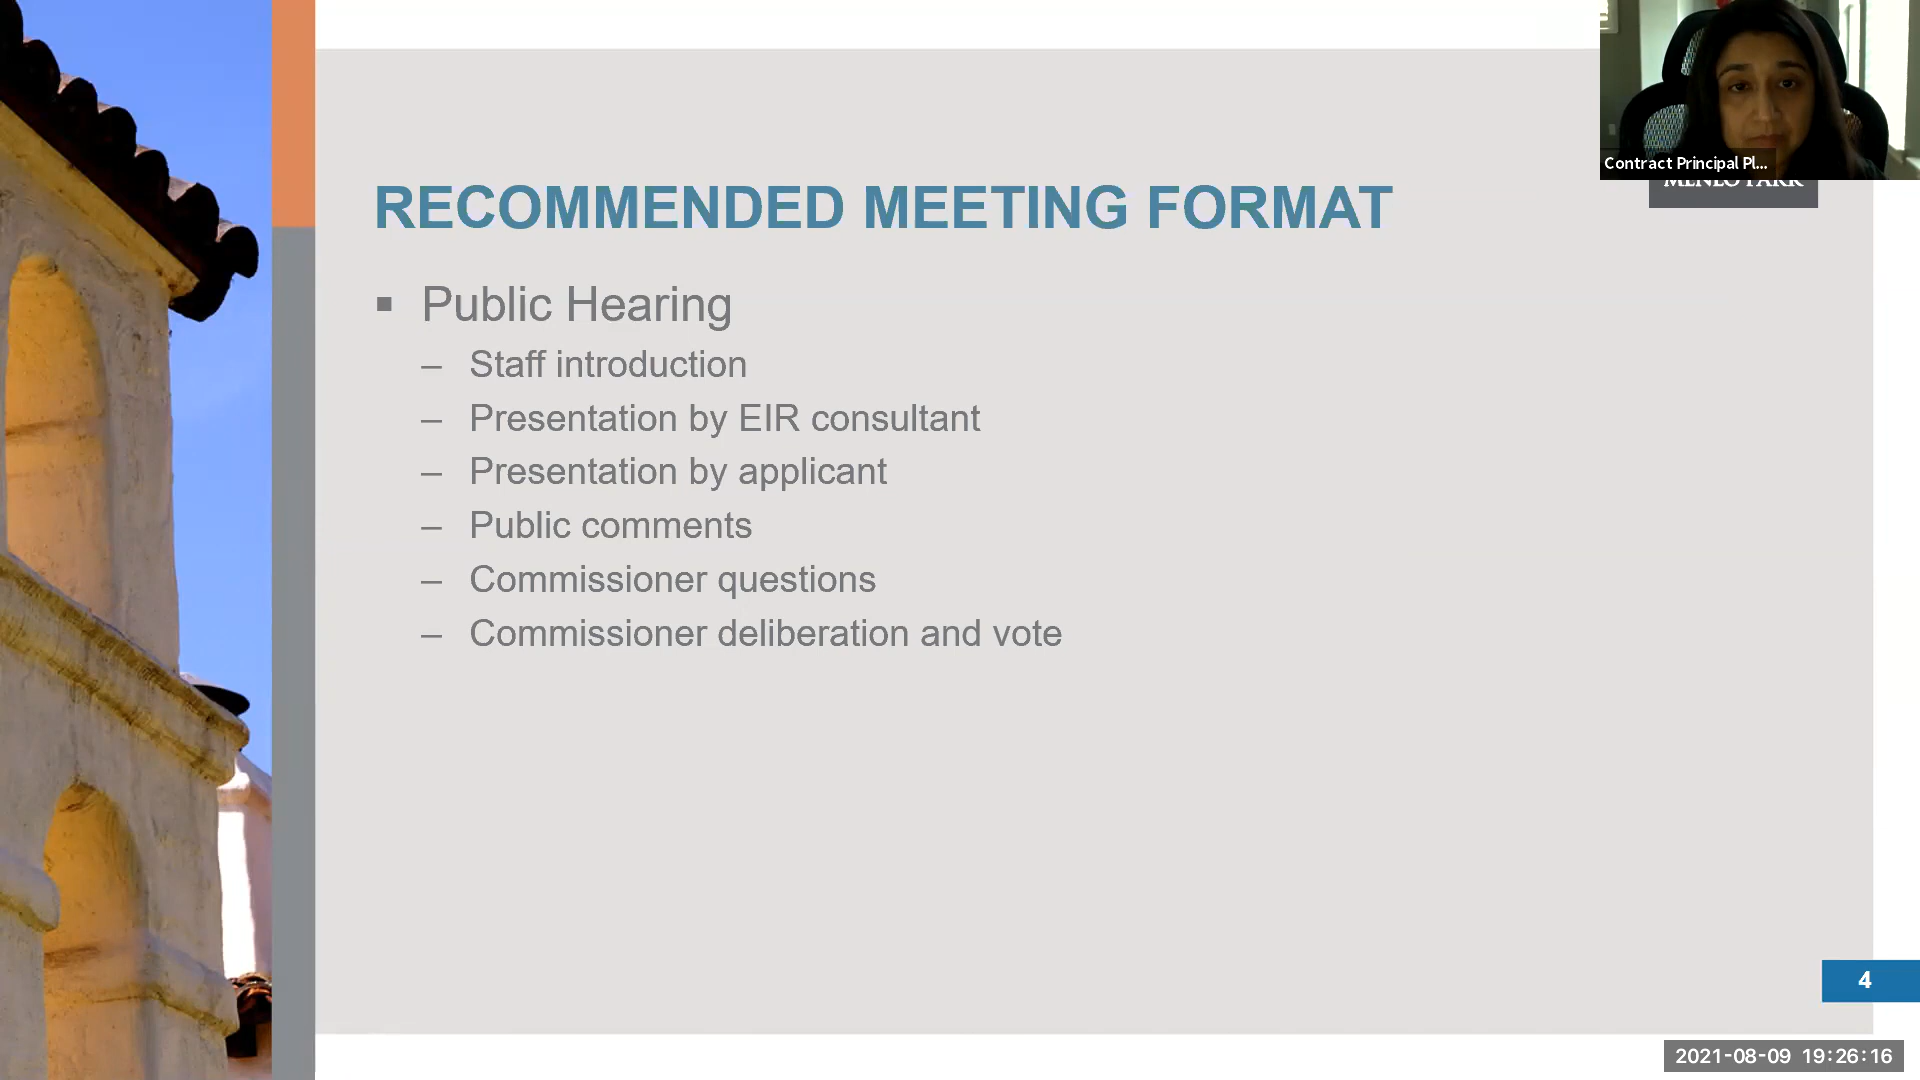 Contract Principal Pl...
MENLO PARK
RECOMMENDED MEETING FORMAT
▪ Public Hearing
– Staff introduction
– Presentation by EIR consultant
– Presentation by applicant
– Public comments
– Commissioner questions
– Commissioner deliberation and vote
4
2021-08-09 19:26:16